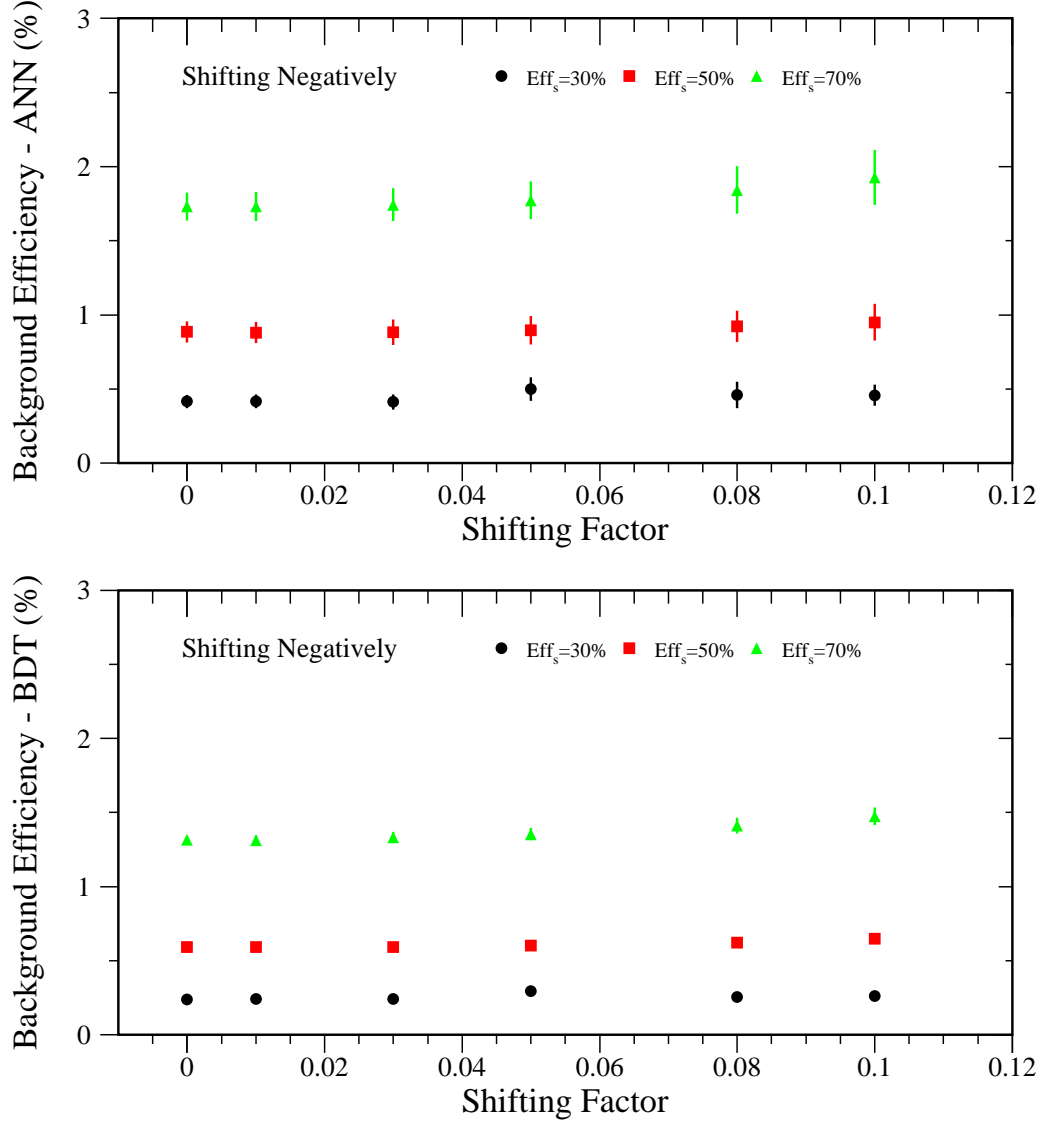 Background Efficiency - ANN (%)
3
2
1
0
Shifting Negatively
Eff_s=30% Eff_s=50% Eff_s=70%
0 0.02 0.04 0.06 0.08 0.1 0.12
Shifting Factor
Background Efficiency - BDT (%)
3
2
1
0
Shifting Negatively
Eff_s=30% Eff_s=50% Eff_s=70%
0 0.02 0.04 0.06 0.08 0.1 0.12
Shifting Factor